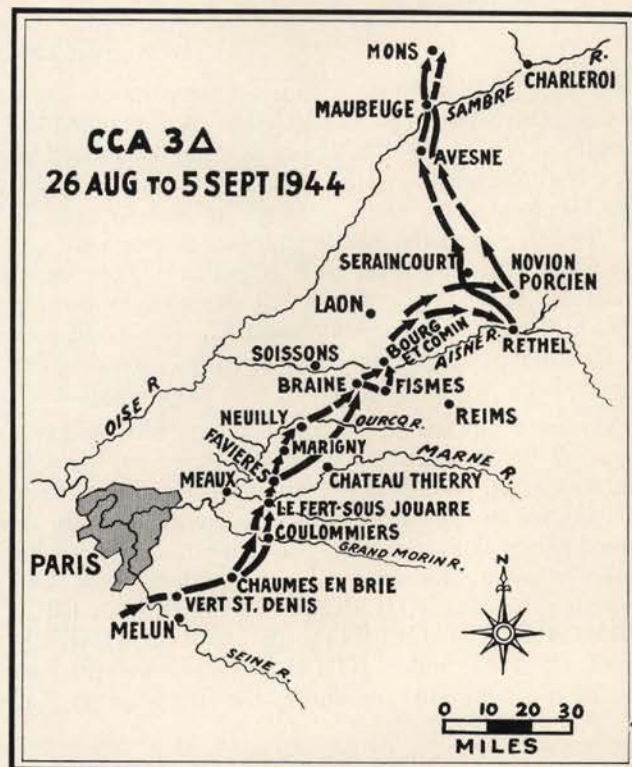 MONS
R.
CHARLEROI
SAMBRE
MAUBEUGE
CCA 3Δ
AVESNE
26 AUG TO 5 SEPT 1944
SERAINCOURT
NOVION
PORCIEN
LAON
BOURG
ET COMIN
AISNE R.
RETHEL
SOISSONS
BRAINE
FISMES
OISE R
REIMS
NEUILLY
OURCQ R.
FAVIERES
MARIGNY
MARNE R.
MEAUX
CHATEAU THIERRY
LE FERT-SOUS JOUARRE
COULOMMIERS
GRAND MORIN R.
PARIS
CHAUMES EN BRIE
VERT ST. DENIS
MELUN
SEINE R.
N
0 10 20 30
MILES